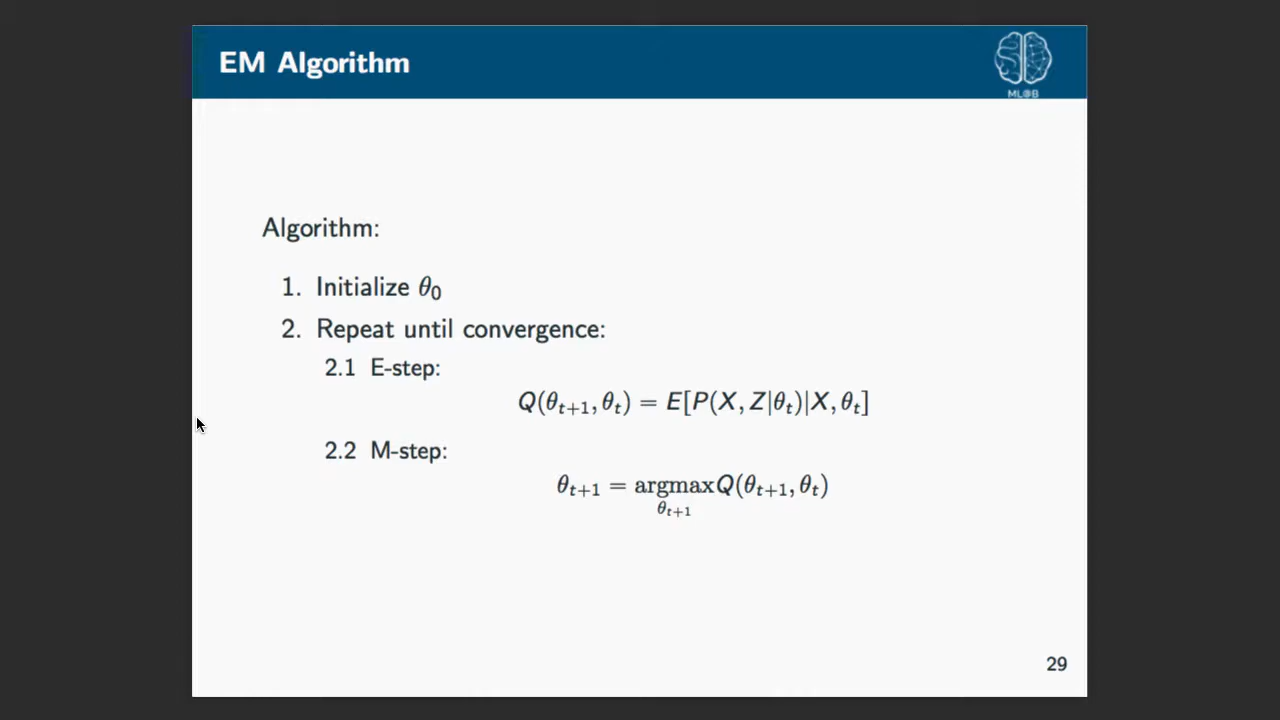 EM Algorithm
ML@B
Algorithm:
1. Initialize θ₀
2. Repeat until convergence:
2.1 E-step:
Q(θₜ₊₁, θₜ) = E[P(X, Z|θₜ)|X, θₜ]
2.2 M-step:
θₜ₊₁ = argmax Q(θₜ₊₁, θₜ)
θₜ₊₁
29